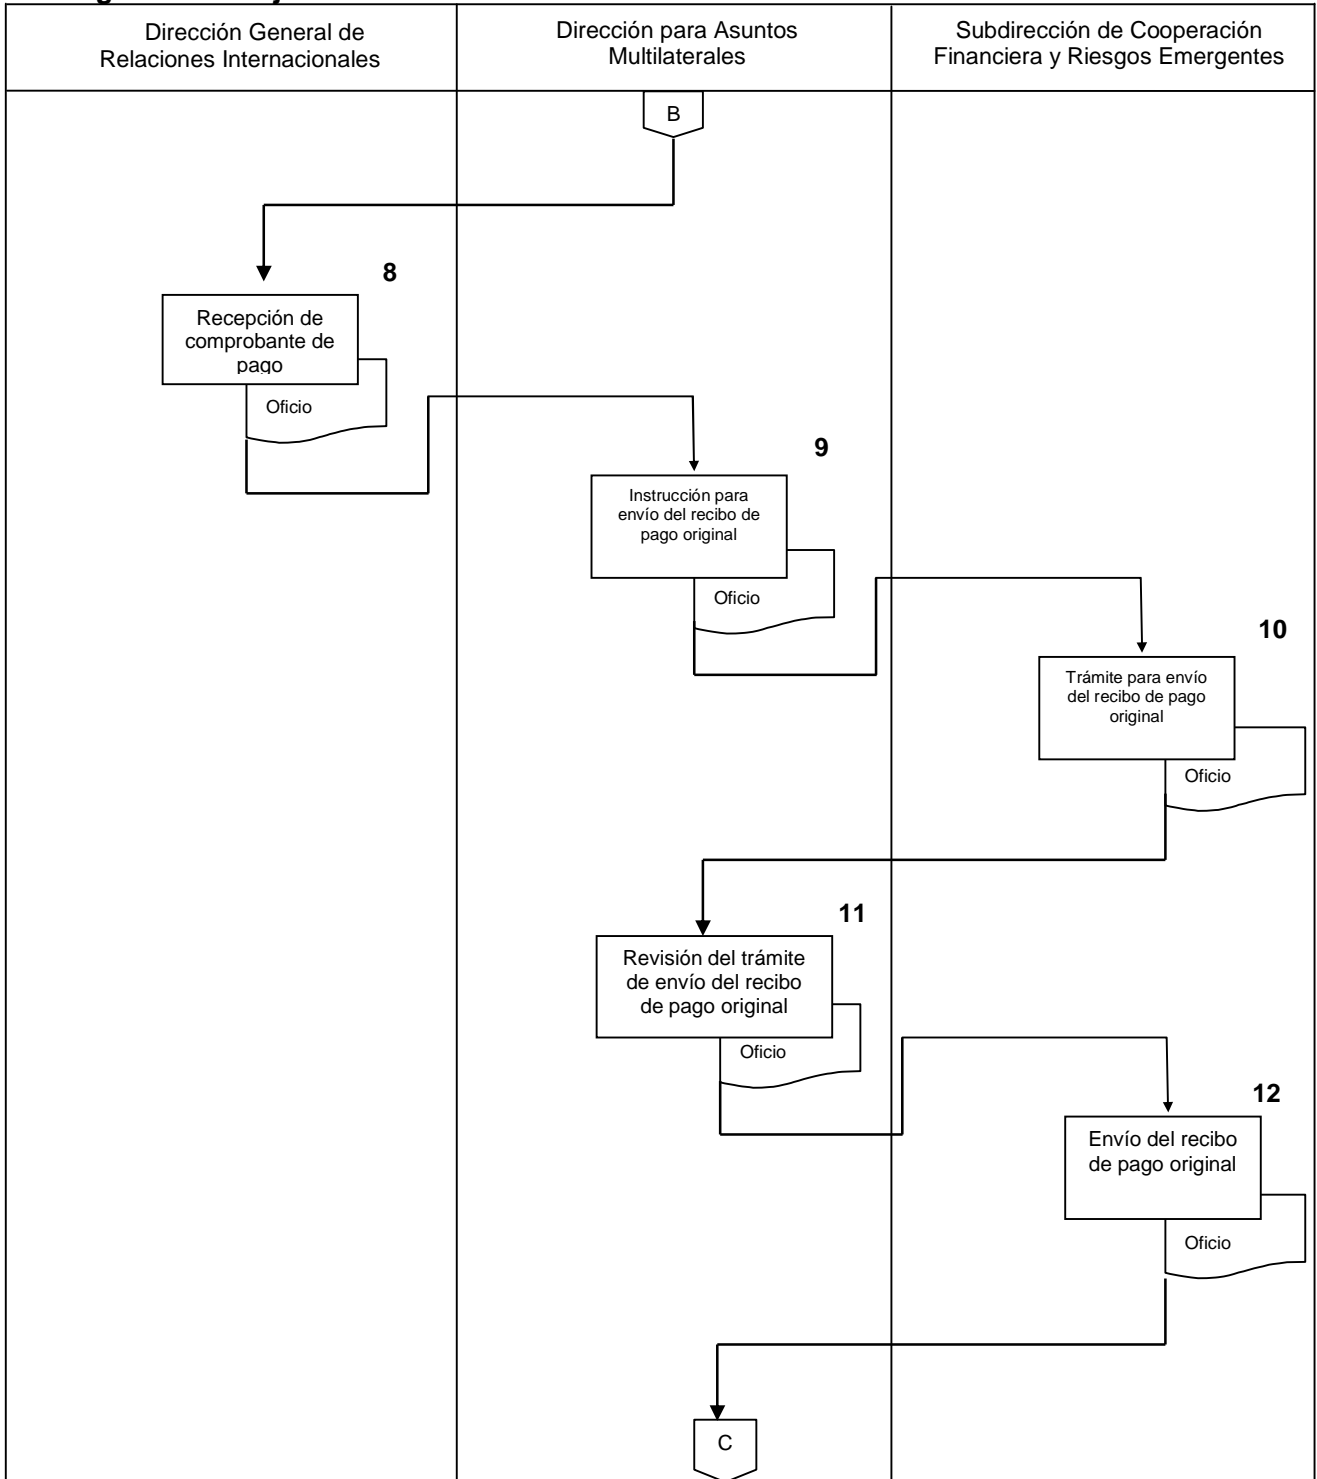 Dirección General de
Relaciones Internacionales
Dirección para Asuntos
Multilaterales
Subdirección de Cooperación
Financiera y Riesgos Emergentes
B
8
Recepción de
comprobante de
pago
Oficio
9
Instrucción para
envío del recibo de
pago original
Oficio
10
Trámite para envío
del recibo de pago
original
Oficio
11
Revisión del trámite
de envío del recibo
de pago original
Oficio
12
Envío del recibo
de pago original
Oficio
C